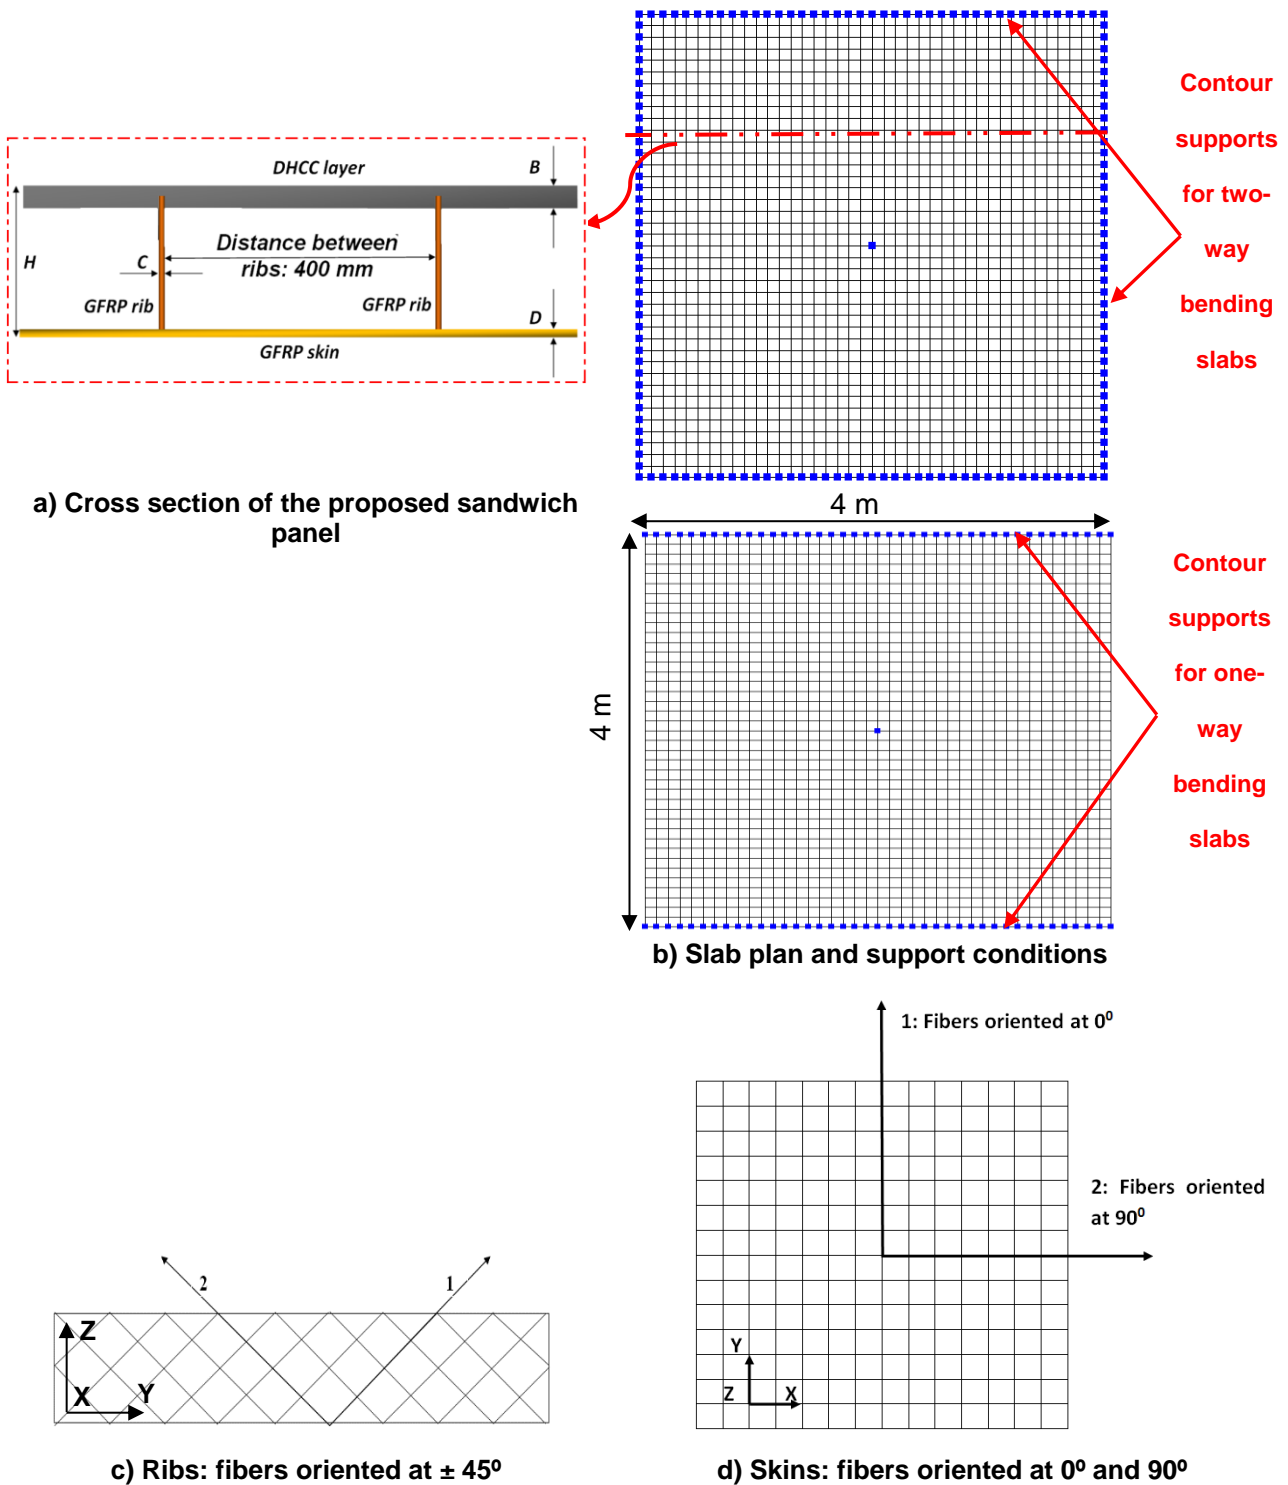 DHCC layer
B
H
Distance between
ribs: 400 mm
C
GFRP rib
GFRP rib
D
GFRP skin
a) Cross section of the proposed sandwich
panel
Contour
supports
for two-
way
bending
slabs
4 m
4 m
Contour
supports
for one-
way
bending
slabs
b) Slab plan and support conditions
2
1
Z
X
Y
c) Ribs: fibers oriented at ± 45º
1: Fibers oriented at 0⁰
2: Fibers oriented
at 90⁰
Y
Z
X
d) Skins: fibers oriented at 0º and 90º